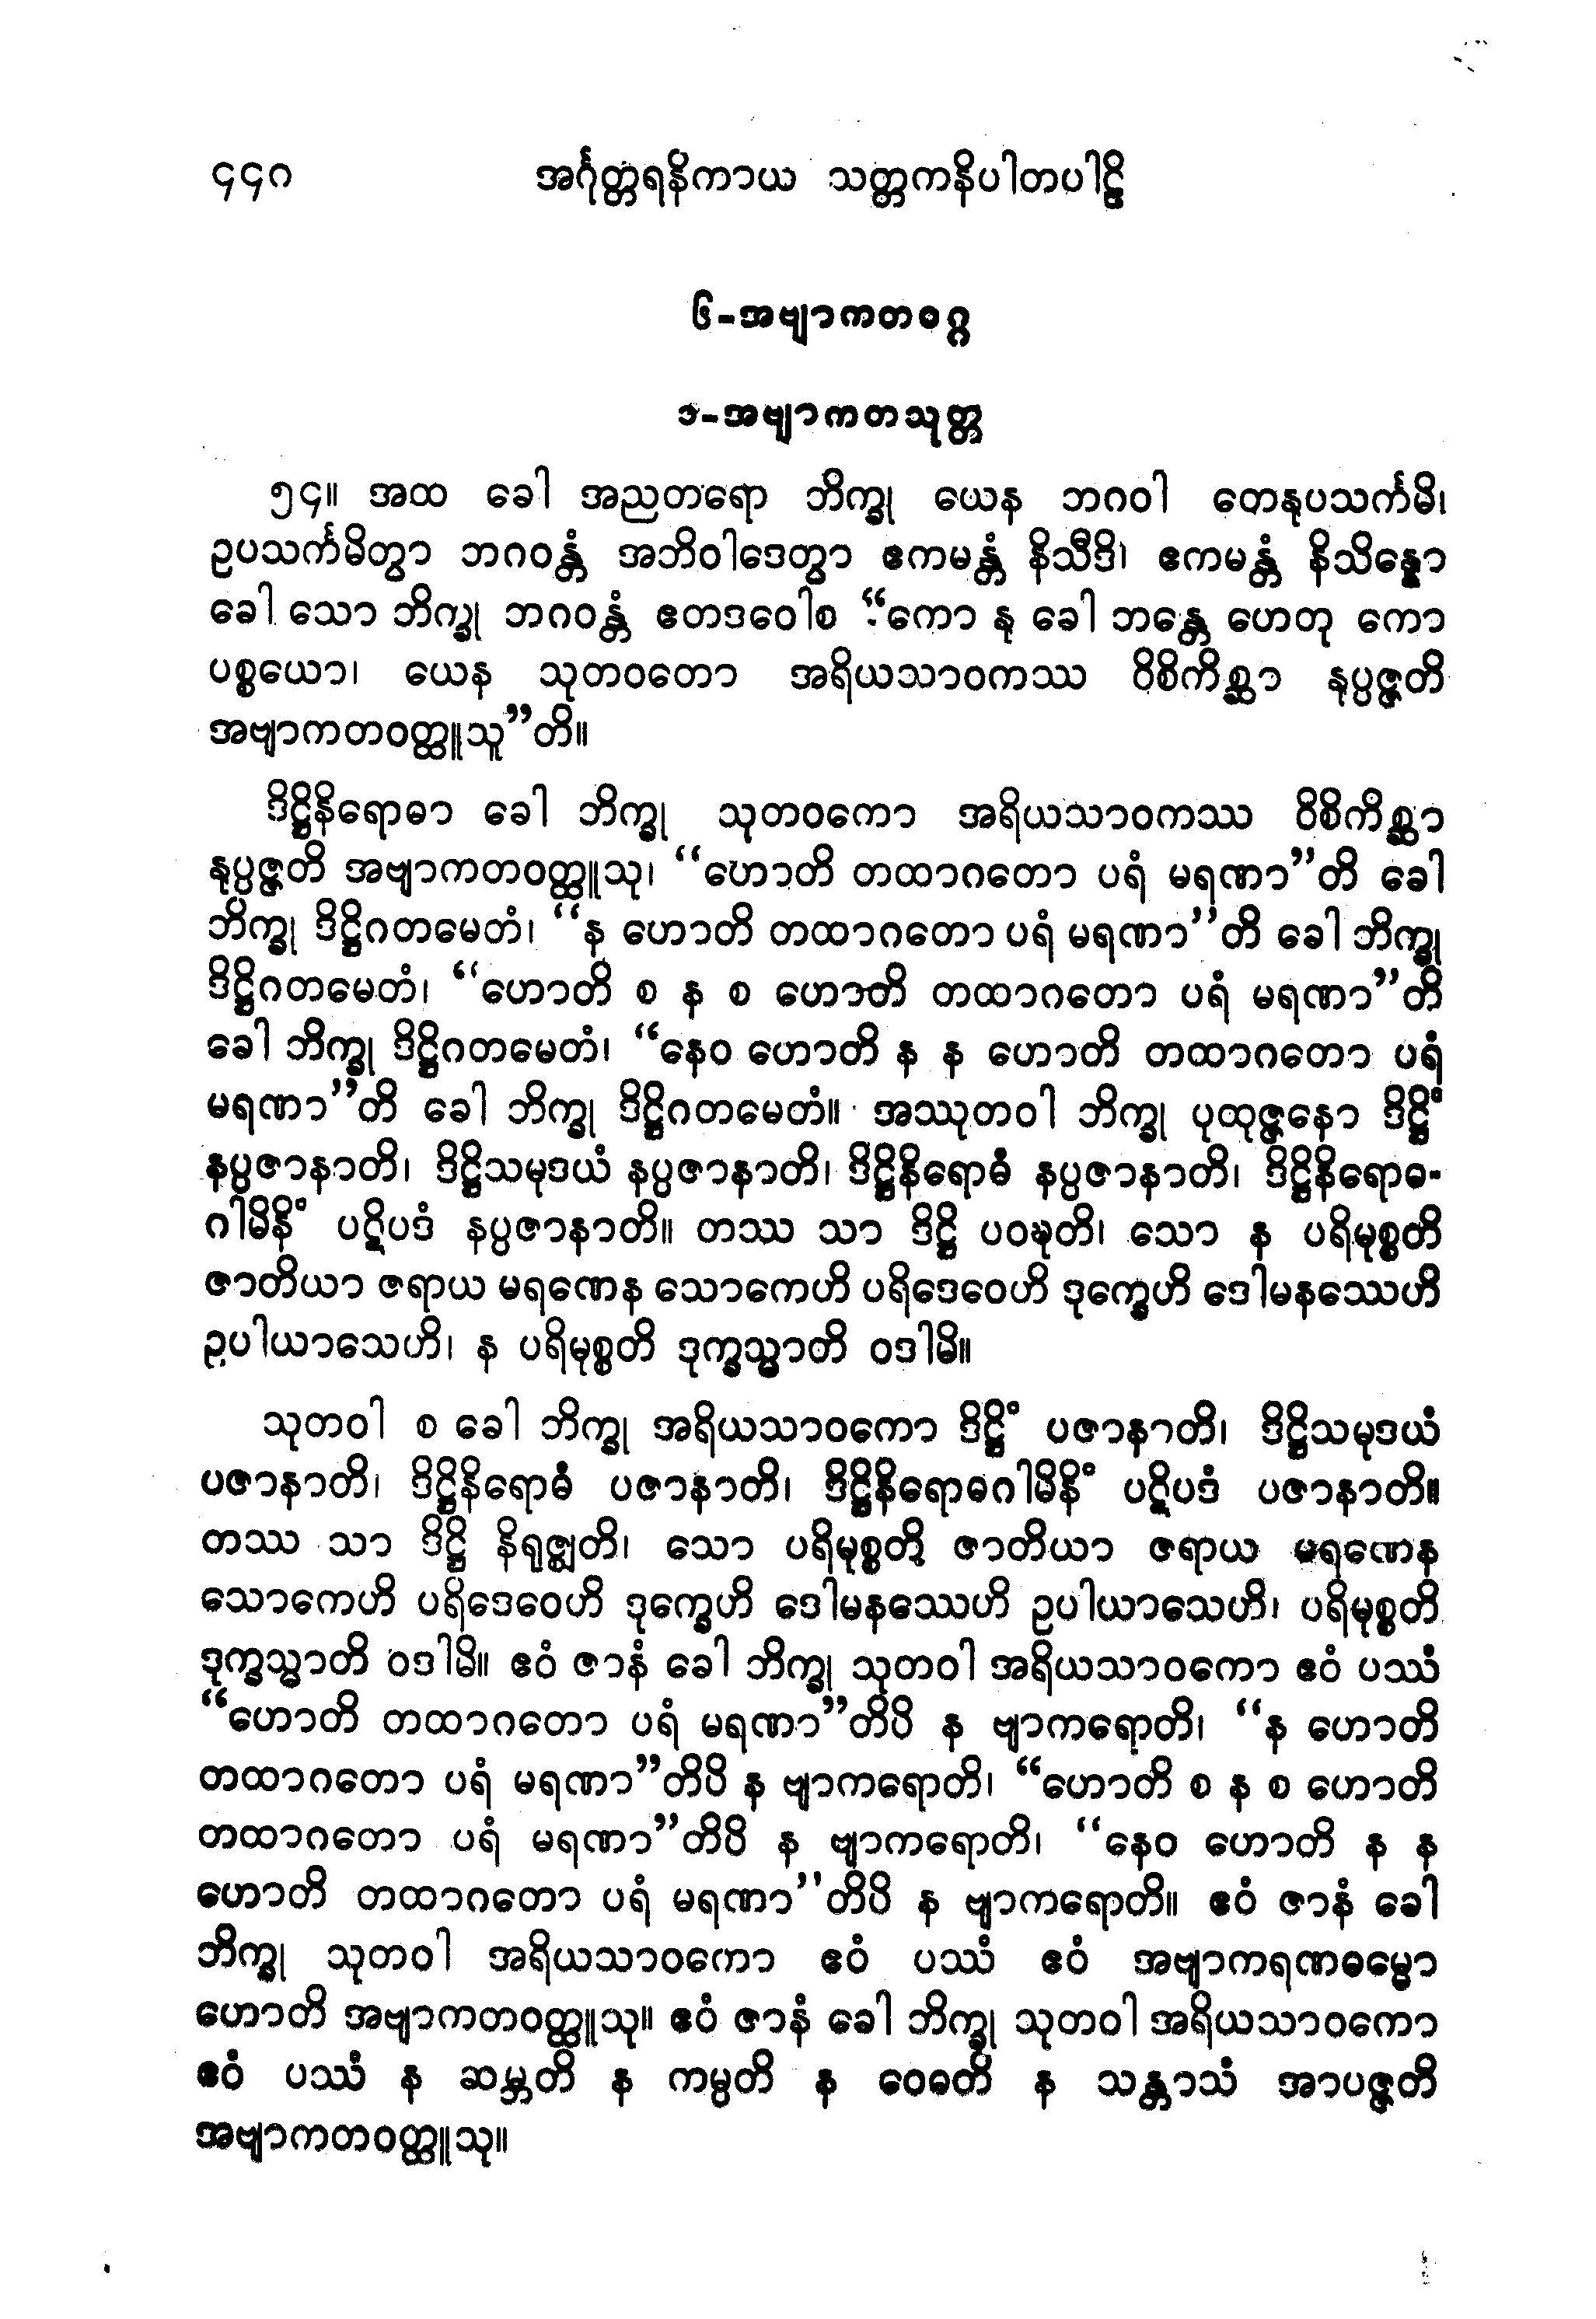 ၄၄၈ အင်္ဂုတ္တရနိကာယ သတ္တကနိပါတပါဠိ
၆-အဗျာကတဝဂ္ဂ
၁-အဗျာကတသုတ္တ
၅၄။ အထ ခေါ အညတရော ဘိက္ခု ယေန ဘဂဝါ တေနုပသင်္ကမိ၊
ဥပသင်္ကမိတွာ ဘဂဝန္တံ အဘိဝါဒေတွာ ဧကမန္တံ နိသီဒိ၊ ဧကမန္တံ နိသိန္နော
ခေါ သော ဘိက္ခု ဘဂဝန္တံ ဧတဒဝေါစ “ကော နု ခေါ ဘန္တေ ဟေတု ကော
ပစ္စယော၊ ယေန သုတဝတော အရိယသာဝကဿ ဝိစိကိစ္ဆာ နုပ္ပဇ္ဇတိ
အဗျာကတဝတ္ထူသူ”တိ။
ဒိဋ္ဌိနိရောဓာ ခေါ ဘိက္ခု သုတဝကော အရိယသာဝကဿ ဝိစိကိစ္ဆာ
နုပ္ပဇ္ဇတိ အဗျာကတဝတ္ထူသု၊ “ဟောတိ တထာဂတော ပရံ မရဏာ”တိ ခေါ
ဘိက္ခု ဒိဋ္ဌိဂတမေတံ၊ “န ဟောတိ တထာဂတော ပရံ မရဏာ”တိ ခေါ ဘိက္ခု
ဒိဋ္ဌိဂတမေတံ၊ “ဟောတိ စ န စ ဟောတိ တထာဂတော ပရံ မရဏာ”တိ
ခေါ ဘိက္ခု ဒိဋ္ဌိဂတမေတံ၊ “နေဝ ဟောတိ န န ဟောတိ တထာဂတော ပရံ
မရဏာ”တိ ခေါ ဘိက္ခု ဒိဋ္ဌိဂတမေတံ။ အဿုတဝါ ဘိက္ခု ပုထုဇ္ဇနော ဒိဋ္ဌိံ
နပ္ပဇာနာတိ၊ ဒိဋ္ဌိသမုဒယံ နပ္ပဇာနာတိ၊ ဒိဋ္ဌိနိရောဓံ နပ္ပဇာနာတိ၊ ဒိဋ္ဌိနိရောဓ-
ဂါမိနိံ ပဋိပဒံ နပ္ပဇာနာတိ။ တဿ သာ ဒိဋ္ဌိ ပဝဍ္ဎတိ၊ သော န ပရိမုစ္စတိ
ဇာတိယာ ဇရာယ မရဏေန သောကေဟိ ပရိဒေဝေဟိ ဒုက္ခေဟိ ဒေါမနဿေဟိ
ဥပါယာသေဟိ၊ န ပရိမုစ္စတိ ဒုက္ခသ္မာတိ ဝဒါမိ။
သုတဝါ စ ခေါ ဘိက္ခု အရိယသာဝကော ဒိဋ္ဌိံ ပဇာနာတိ၊ ဒိဋ္ဌိသမုဒယံ
ပဇာနာတိ၊ ဒိဋ္ဌိနိရောဓံ ပဇာနာတိ၊ ဒိဋ္ဌိနိရောဓဂါမိနိံ ပဋိပဒံ ပဇာနာတိ။
တဿ သာ ဒိဋ္ဌိ နိရုဇ္ဈတိ၊ သော ပရိမုစ္စတိ ဇာတိယာ ဇရာယ မရဏေန
သောကေဟိ ပရိဒေဝေဟိ ဒုက္ခေဟိ ဒေါမနဿေဟိ ဥပါယာသေဟိ၊ ပရိမုစ္စတိ
ဒုက္ခသ္မာတိ ဝဒါမိ။ ဧဝံ ဇာနံ ခေါ ဘိက္ခု သုတဝါ အရိယသာဝကော ဧဝံ ပဿံ
“ဟောတိ တထာဂတော ပရံ မရဏာ”တိပိ န ဗျာကရောတိ၊ “န ဟောတိ
တထာဂတော ပရံ မရဏာ”တိပိ န ဗျာကရောတိ၊ “ဟောတိ စ န စ ဟောတိ
တထာဂတော ပရံ မရဏာ”တိပိ န ဗျာကရောတိ၊ “နေဝ ဟောတိ န န
ဟောတိ တထာဂတော ပရံ မရဏာ”တိပိ န ဗျာကရောတိ။ ဧဝံ ဇာနံ ခေါ
ဘိက္ခု သုတဝါ အရိယသာဝကော ဧဝံ ပဿံ ဧဝံ အဗျာကရဏဓမ္မော
ဟောတိ အဗျာကတဝတ္ထူသု။ ဧဝံ ဇာနံ ခေါ ဘိက္ခု သုတဝါ အရိယသာဝကော
ဧဝံ ပဿံ န ဆမ္ဘတိ န ကမ္ပတိ န ဝေဓတိ န သန္တာသံ အာပဇ္ဇတိ
အဗျာကတဝတ္ထူသု။